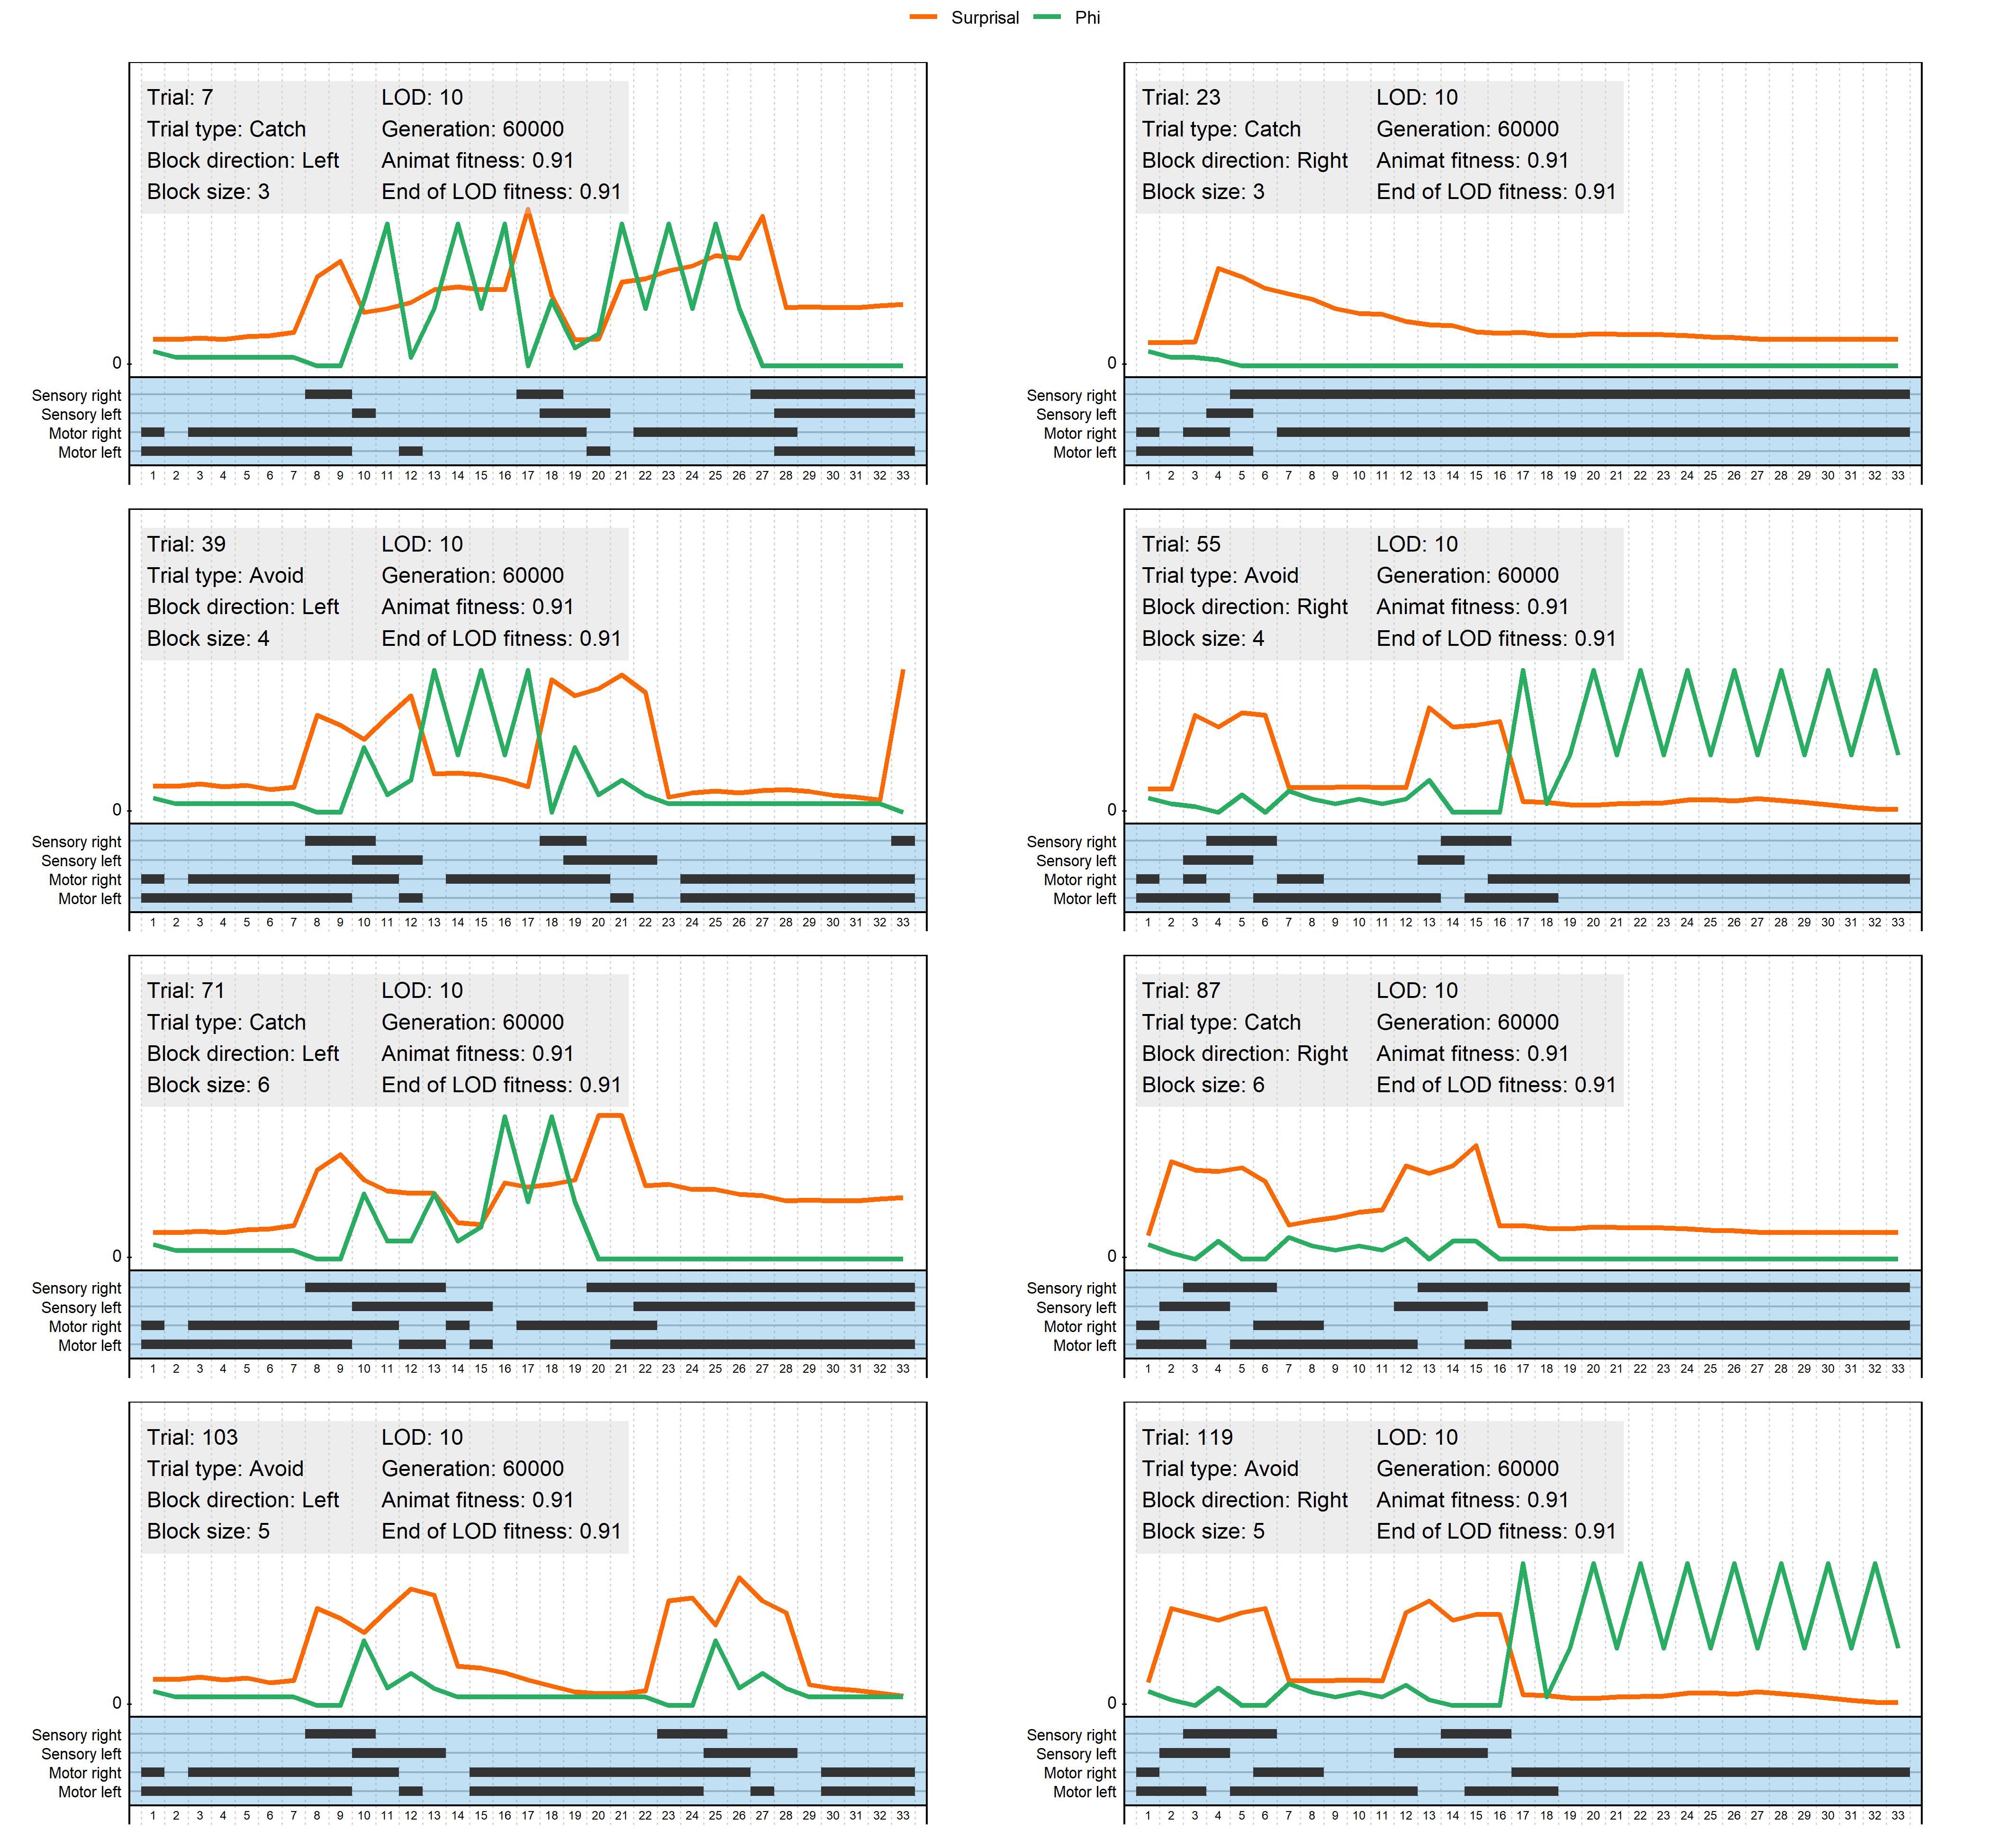 Surprisal Phi
Trial: 7 LOD: 10
Trial type: Catch Generation: 60000
Block direction: Left Animat fitness: 0.91
Block size: 3 End of LOD fitness: 0.91
0
Sensory right
Sensory left
Motor right
Motor left
1 2 3 4 5 6 7 8 9 10 11 12 13 14 15 16 17 18 19 20 21 22 23 24 25 26 27 28 29 30 31 32 33
Trial: 23 LOD: 10
Trial type: Catch Generation: 60000
Block direction: Right Animat fitness: 0.91
Block size: 3 End of LOD fitness: 0.91
0
Sensory right
Sensory left
Motor right
Motor left
1 2 3 4 5 6 7 8 9 10 11 12 13 14 15 16 17 18 19 20 21 22 23 24 25 26 27 28 29 30 31 32 33
Trial: 39 LOD: 10
Trial type: Avoid Generation: 60000
Block direction: Left Animat fitness: 0.91
Block size: 4 End of LOD fitness: 0.91
0
Sensory right
Sensory left
Motor right
Motor left
1 2 3 4 5 6 7 8 9 10 11 12 13 14 15 16 17 18 19 20 21 22 23 24 25 26 27 28 29 30 31 32 33
Trial: 55 LOD: 10
Trial type: Avoid Generation: 60000
Block direction: Right Animat fitness: 0.91
Block size: 4 End of LOD fitness: 0.91
0
Sensory right
Sensory left
Motor right
Motor left
1 2 3 4 5 6 7 8 9 10 11 12 13 14 15 16 17 18 19 20 21 22 23 24 25 26 27 28 29 30 31 32 33
Trial: 71 LOD: 10
Trial type: Catch Generation: 60000
Block direction: Left Animat fitness: 0.91
Block size: 6 End of LOD fitness: 0.91
0
Sensory right
Sensory left
Motor right
Motor left
1 2 3 4 5 6 7 8 9 10 11 12 13 14 15 16 17 18 19 20 21 22 23 24 25 26 27 28 29 30 31 32 33
Trial: 87 LOD: 10
Trial type: Catch Generation: 60000
Block direction: Right Animat fitness: 0.91
Block size: 6 End of LOD fitness: 0.91
0
Sensory right
Sensory left
Motor right
Motor left
1 2 3 4 5 6 7 8 9 10 11 12 13 14 15 16 17 18 19 20 21 22 23 24 25 26 27 28 29 30 31 32 33
Trial: 103 LOD: 10
Trial type: Avoid Generation: 60000
Block direction: Left Animat fitness: 0.91
Block size: 5 End of LOD fitness: 0.91
0
Sensory right
Sensory left
Motor right
Motor left
1 2 3 4 5 6 7 8 9 10 11 12 13 14 15 16 17 18 19 20 21 22 23 24 25 26 27 28 29 30 31 32 33
Trial: 119 LOD: 10
Trial type: Avoid Generation: 60000
Block direction: Right Animat fitness: 0.91
Block size: 5 End of LOD fitness: 0.91
0
Sensory right
Sensory left
Motor right
Motor left
1 2 3 4 5 6 7 8 9 10 11 12 13 14 15 16 17 18 19 20 21 22 23 24 25 26 27 28 29 30 31 32 33